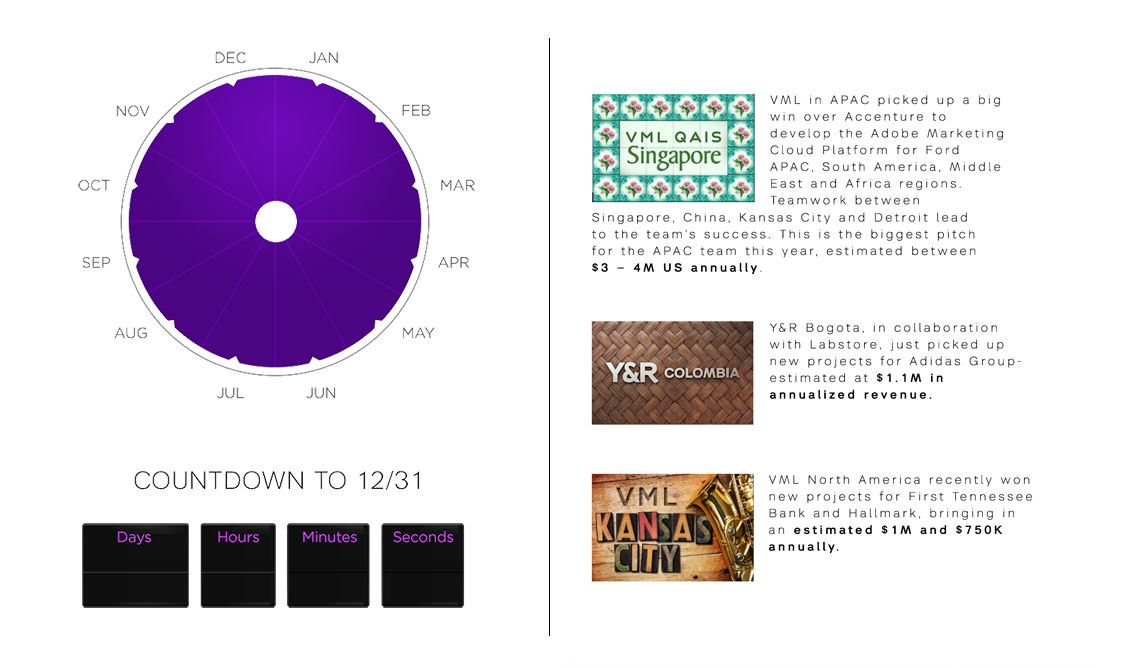 DEC
JAN
NOV
FEB
OCT
MAR
SEP
APR
AUG
MAY
JUL
JUN
COUNTDOWN TO 12/31
Days
Hours
Minutes
Seconds
VML QAIS
Singapore
VML in APAC picked up a big
win over Accenture to
develop the Adobe Marketing
Cloud Platform for Ford
APAC, South America, Middle
East and Africa regions.
Teamwork between
Singapore, China, Kansas City and Detroit lead
to the team's success. This is the biggest pitch
for the APAC team this year, estimated between
$3 – 4M US annually.
Y&R COLOMBIA
Y&R Bogota, in collaboration
with Labstore, just picked up
new projects for Adidas Group-
estimated at $1.1M in
annualized revenue.
VML
KANSAS
CITY
VML North America recently won
new projects for First Tennessee
Bank and Hallmark, bringing in
an estimated $1M and $750K
annually.